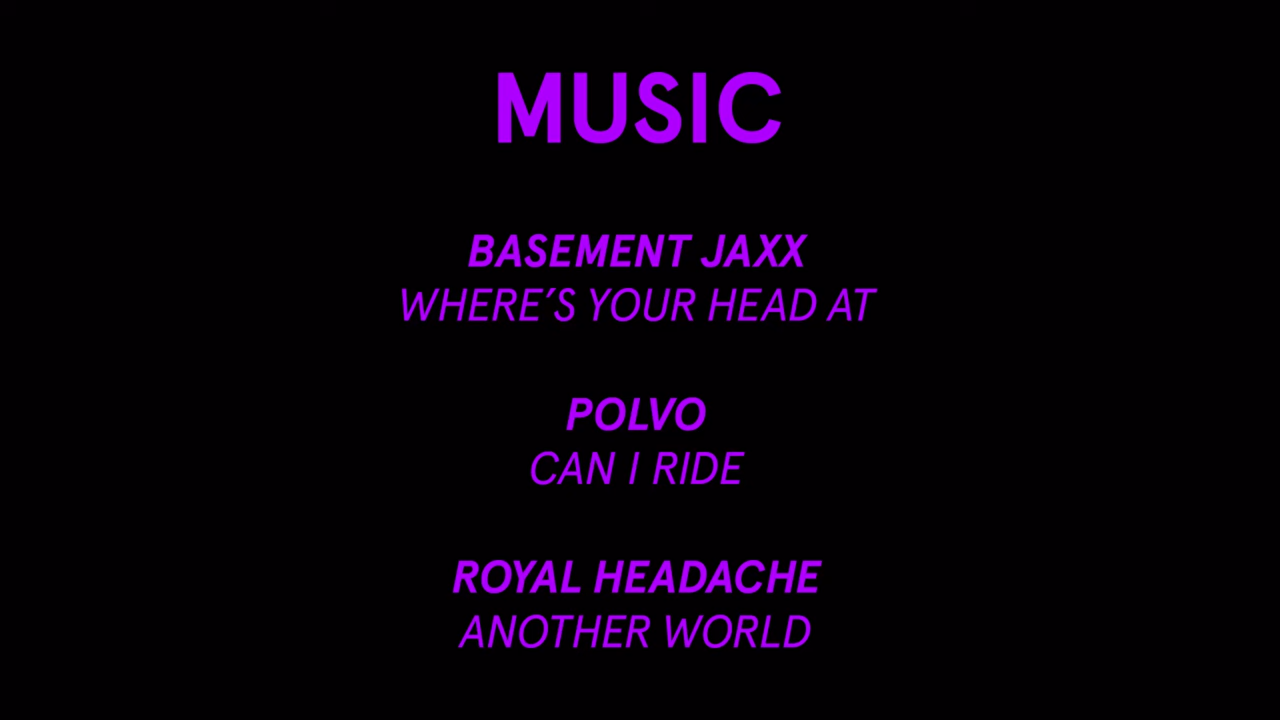 MUSIC
BASEMENT JAXX
WHERE'S YOUR HEAD AT
POLVO
CAN I RIDE
ROYAL HEADACHE
ANOTHER WORLD